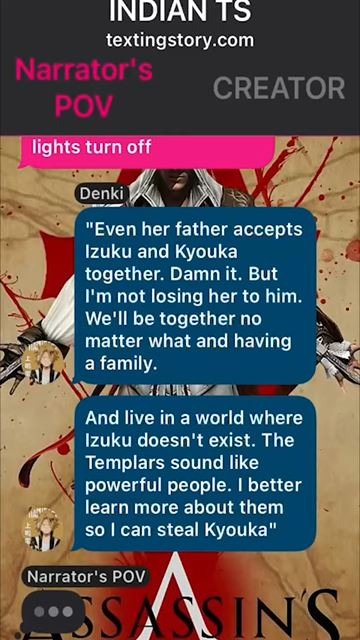 INDIAN TS
textingstory.com
Narrator's
POV
CREATOR
lights turn off
Denki
"Even her father accepts
Izuku and Kyouka
together. Damn it. But
I'm not losing her to him.
We'll be together no
matter what and having
a family.
And live in a world where
Izuku doesn't exist. The
Templars sound like
powerful people. I better
learn more about them
so I can steal Kyouka"
Narrator's POV
ASSASSIN'S